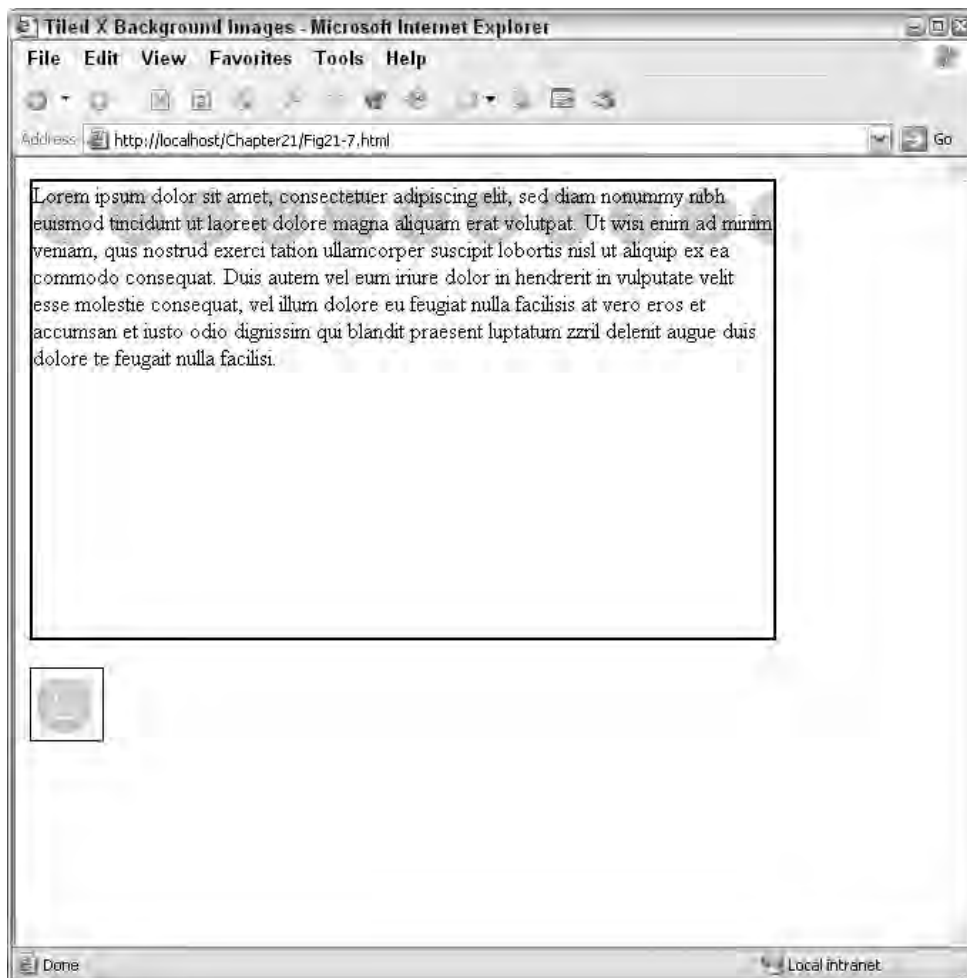 Tiled X Background Images - Microsoft Internet Explorer
File Edit View Favorites Tools Help
Address http://localhost/Chapter21/Fig21-7.html Go
Lorem ipsum dolor sit amet, consectetuer adipiscing elit, sed diam nonummy nibh
euismod tincidunt ut laoreet dolore magna aliquam erat volutpat. Ut wisi enim ad minim
veniam, quis nostrud exerci tation ullamcorper suscipit lobortis nisl ut aliquip ex ea
commodo consequat. Duis autem vel eum iriure dolor in hendrerit in vulputate velit
esse molestie consequat, vel illum dolore eu feugiat nulla facilisis at vero eros et
accumsan et iusto odio dignissim qui blandit praesent luptatum zzril delenit augue duis
dolore te feugait nulla facilisi.
Done Local intranet